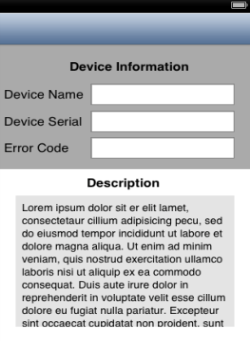 Device Information
Device Name
Device Serial
Error Code
Description
Lorem ipsum dolor sit er elit lamet,
consectetaur cillium adipisicing pecu, sed
do eiusmod tempor incididunt ut labore et
dolore magna aliqua. Ut enim ad minim
veniam, quis nostrud exercitation ullamco
laboris nisi ut aliquip ex ea commodo
consequat. Duis aute irure dolor in
reprehenderit in voluptate velit esse cillum
dolore eu fugiat nulla pariatur. Excepteur
sint occaecat cupidatat non proident, sunt